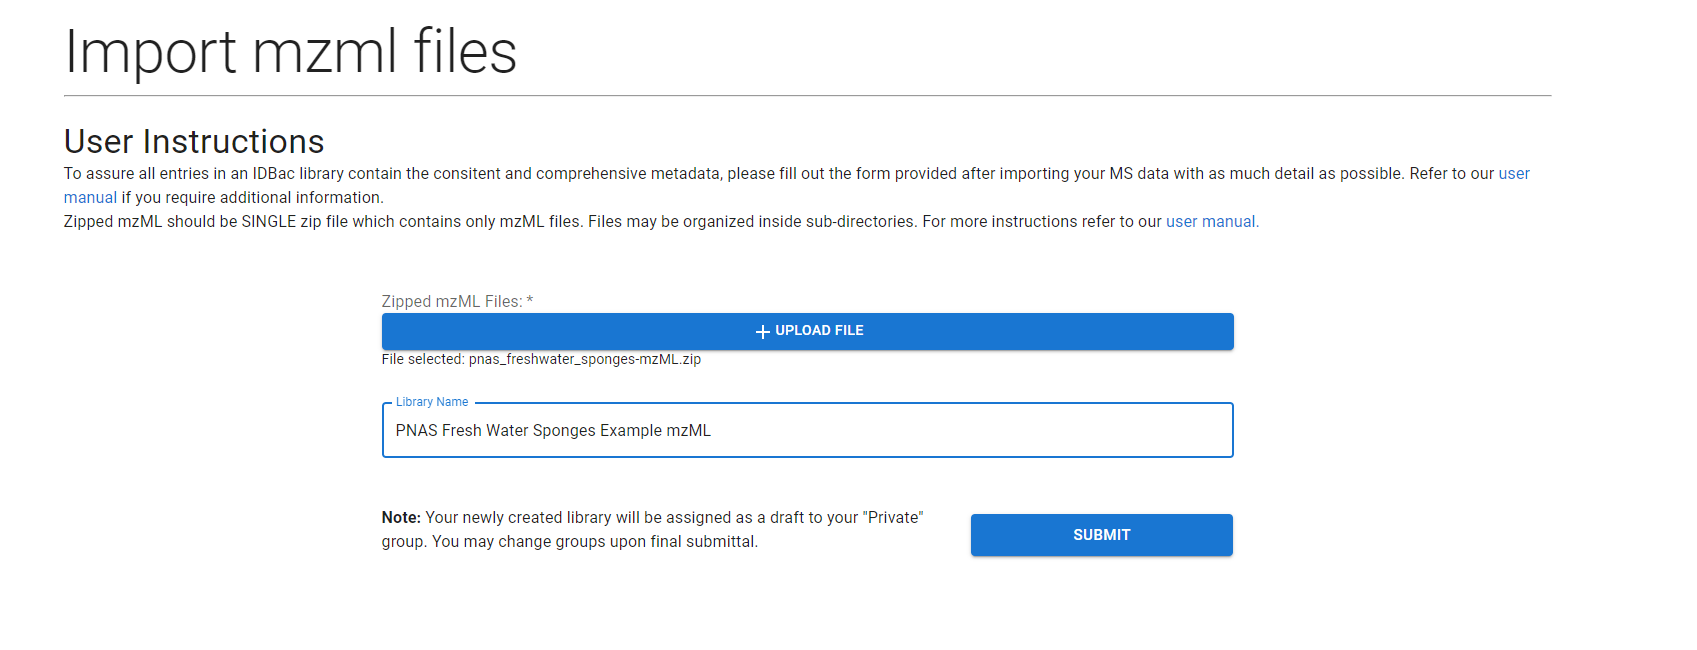 Import mzml files
User Instructions
To assure all entries in an IDBac library contain the consitent and comprehensive metadata, please fill out the form provided after importing your MS data with as much detail as possible. Refer to our user
manual if you require additional information.
Zipped mzML should be SINGLE zip file which contains only mzML files. Files may be organized inside sub-directories. For more instructions refer to our user manual.
Zipped mzML Files: *
+ UPLOAD FILE
File selected: pnas_freshwater_sponges-mzML.zip
Library Name
PNAS Fresh Water Sponges Example mzML
Note: Your newly created library will be assigned as a draft to your "Private"
group. You may change groups upon final submittal.
SUBMIT